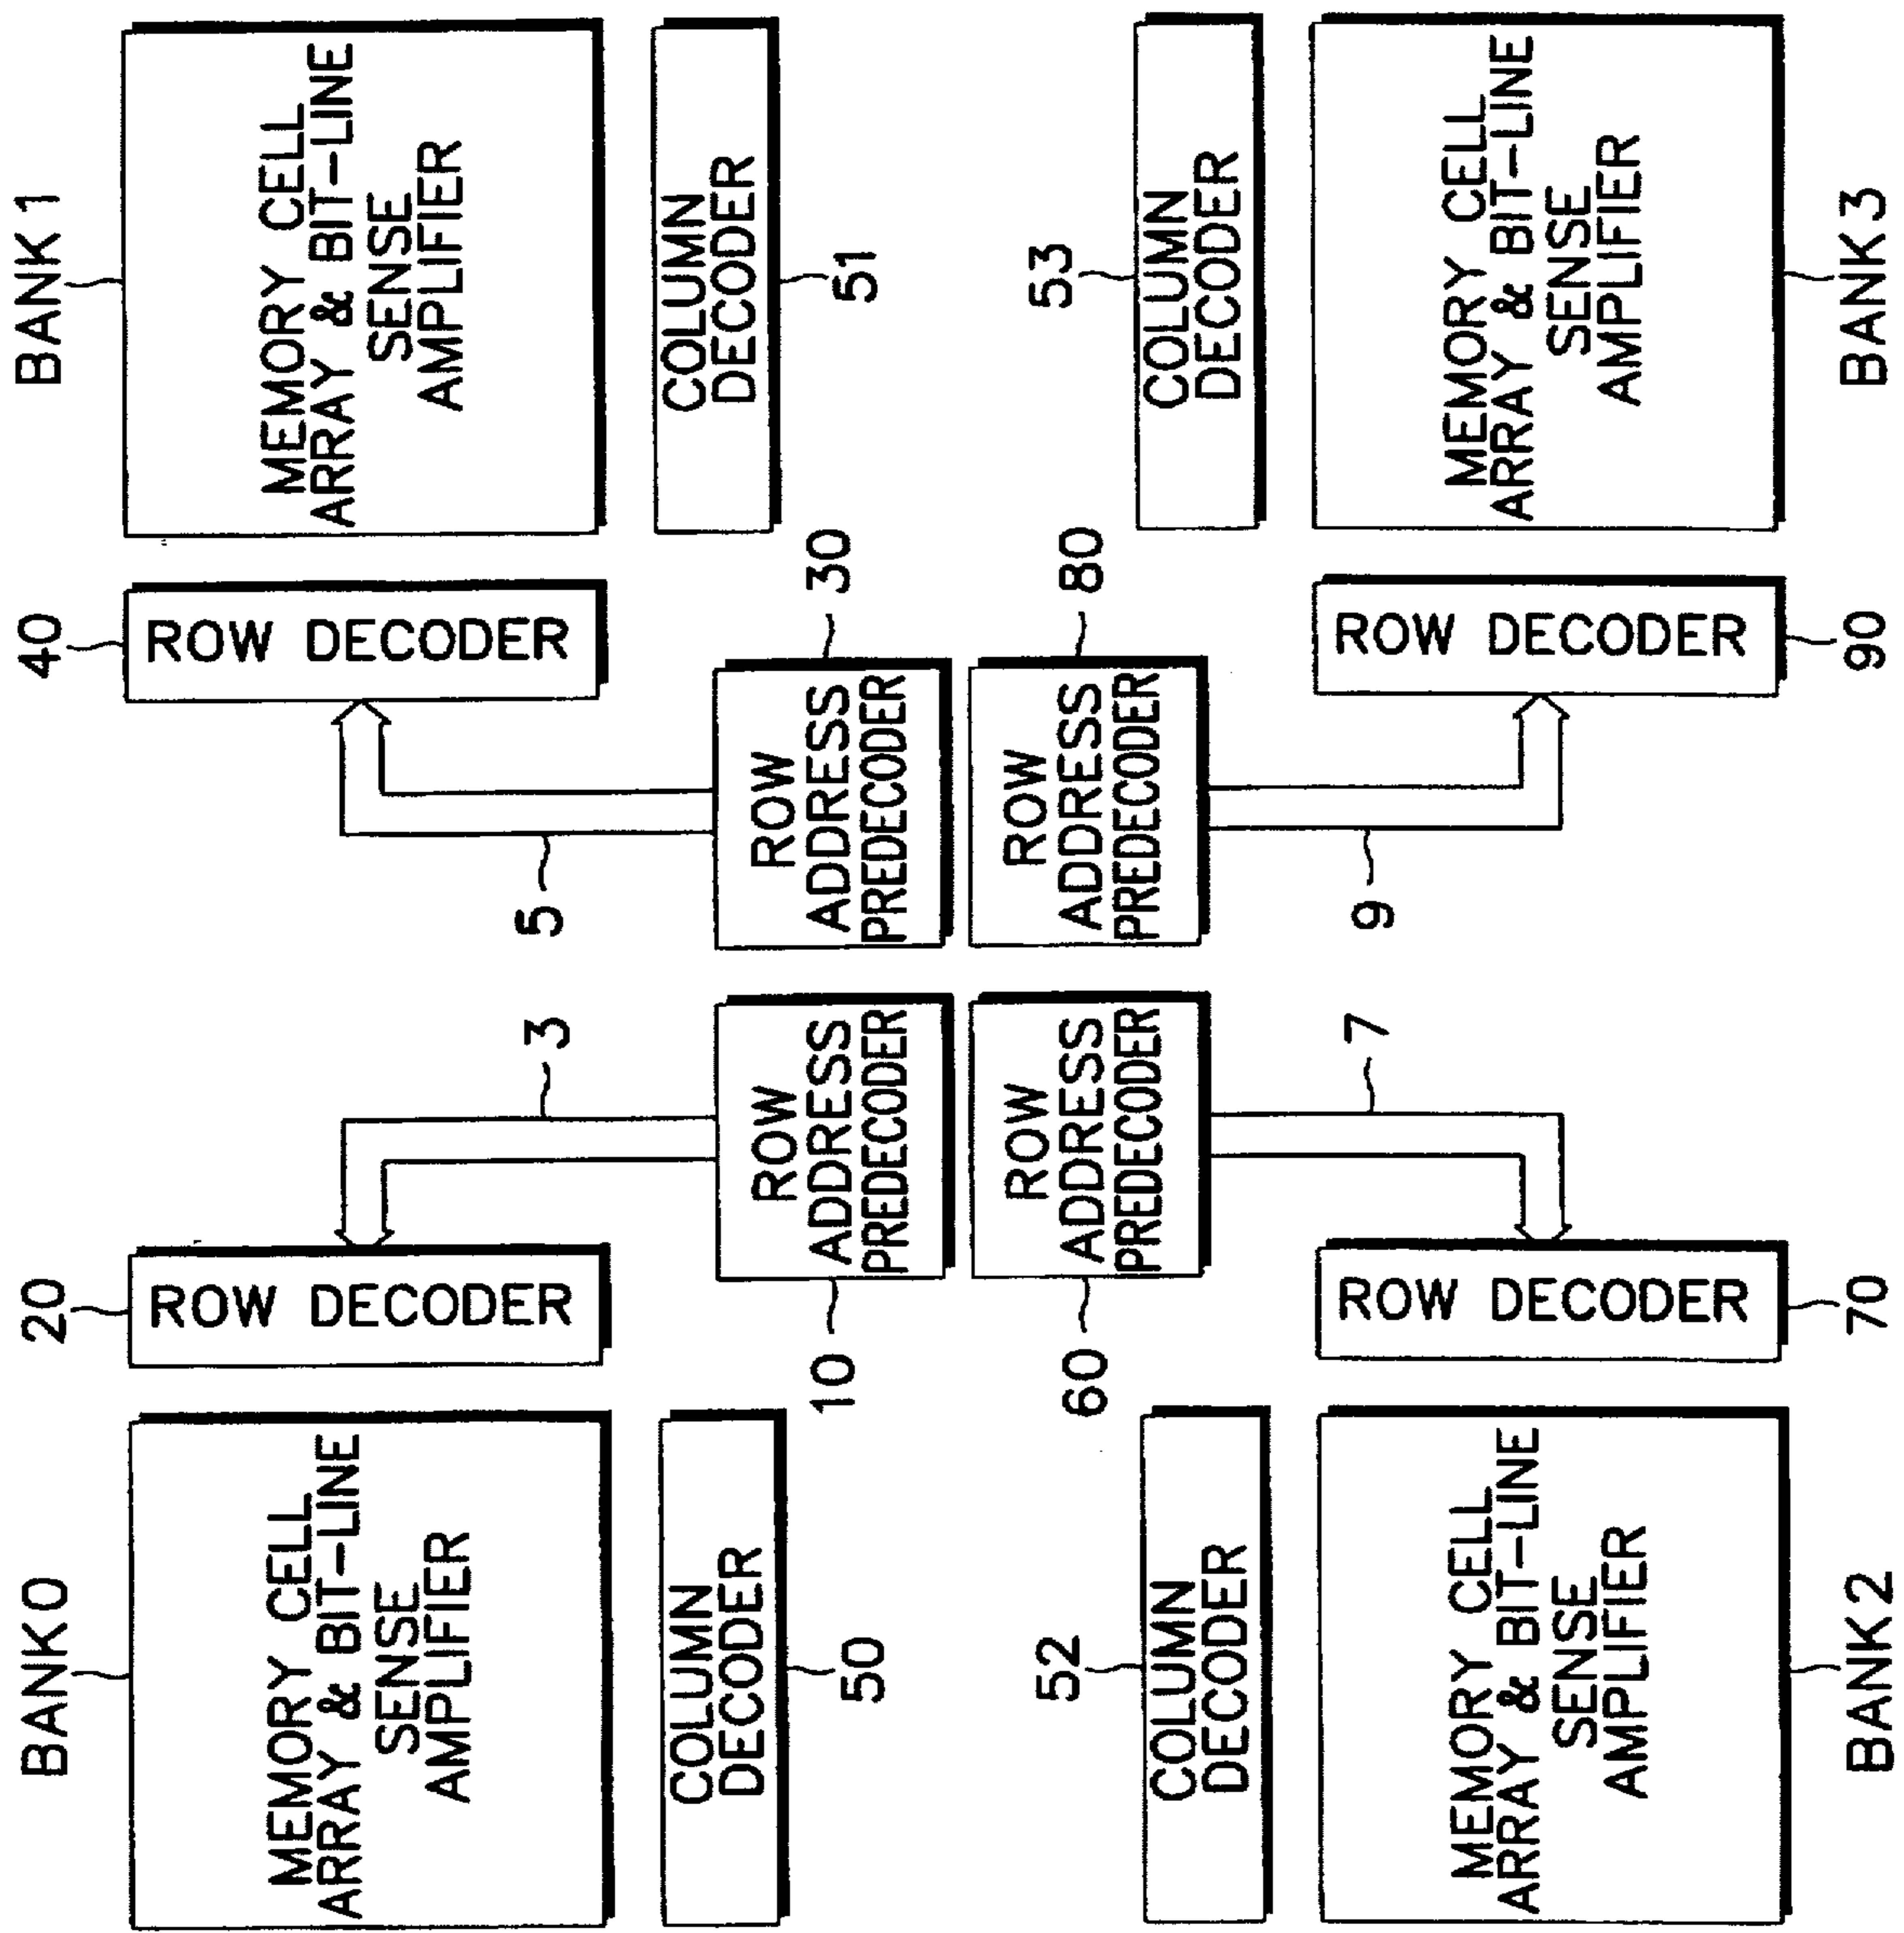 BANK0
MEMORY CELL
ARRAY & BIT-LINE
SENSE
AMPLIFIER
20
ROW DECODER
40
ROW DECODER
BANK1
MEMORY CELL
ARRAY & BIT-LINE
SENSE
AMPLIFIER
3
5
COLUMN
DECODER
50
10
ROW
ADDRESS
PREDECODER
30
ROW
ADDRESS
PREDECODER
COLUMN
DECODER
51
52
COLUMN
DECODER
60
ROW
ADDRESS
PREDECODER
80
ROW
ADDRESS
PREDECODER
53
COLUMN
DECODER
7
9
MEMORY CELL
ARRAY & BIT-LINE
SENSE
AMPLIFIER
BANK2
ROW DECODER
70
ROW DECODER
90
MEMORY CELL
ARRAY & BIT-LINE
SENSE
AMPLIFIER
BANK3